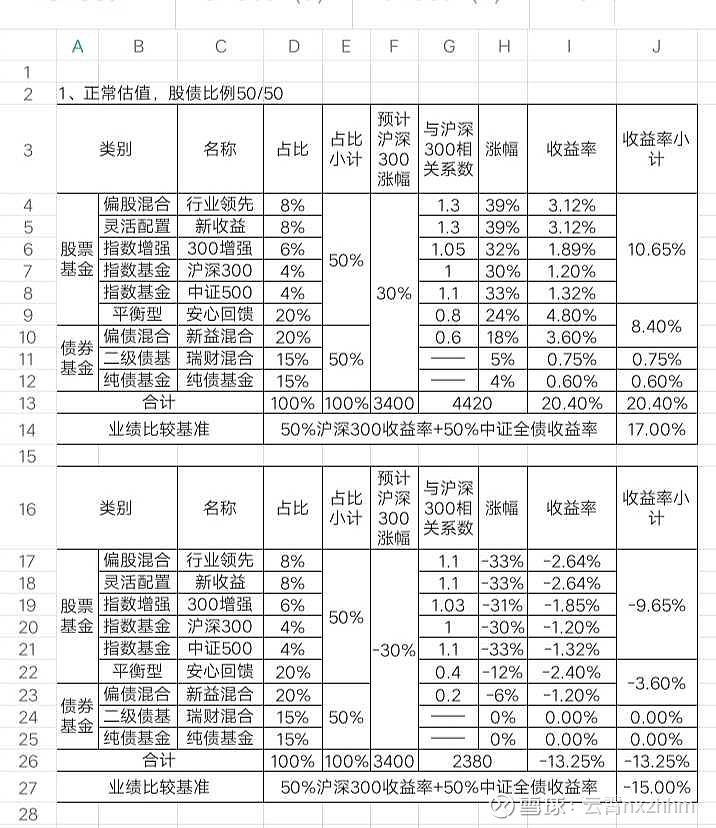 A B C D E F G H I J
1
2 1、正常估值，股债比例50/50
3 类别 名称 占比 占比小计 预计沪深300涨幅 与沪深300相关系数 涨幅 收益率 收益率小计
4 股票基金 偏股混合 行业领先 8% 50% 30% 1.3 39% 3.12% 10.65%
5 灵活配置 新收益 8% 1.3 39% 3.12%
6 指数增强 300增强 6% 1.05 32% 1.89%
7 指数基金 沪深300 4% 1 30% 1.20%
8 指数基金 中证500 4% 1.1 33% 1.32%
9 平衡型 安心回馈 20% 0.8 24% 4.80% 8.40%
10 债券基金 偏债混合 新益混合 20% 50% 0.6 18% 3.60%
11 二级债基 瑞财混合 15% —— 5% 0.75% 0.75%
12 纯债基金 纯债基金 15% —— 4% 0.60% 0.60%
13 合计 100% 100% 3400 4420 20.40% 20.40%
14 业绩比较基准 50%沪深300收益率+50%中证全债收益率 17.00%
15
16 类别 名称 占比 占比小计 预计沪深300涨幅 与沪深300相关系数 涨幅 收益率 收益率小计
17 股票基金 偏股混合 行业领先 8% 50% -30% 1.1 -33% -2.64% -9.65%
18 灵活配置 新收益 8% 1.1 -33% -2.64%
19 指数增强 300增强 6% 1.03 -31% -1.85%
20 指数基金 沪深300 4% 1 -30% -1.20%
21 指数基金 中证500 4% 1.1 -33% -1.32%
22 平衡型 安心回馈 20% 0.4 -12% -2.40% -3.60%
23 债券基金 偏债混合 新益混合 20% 50% 0.2 -6% -1.20%
24 二级债基 瑞财混合 15% —— 0% 0.00% 0.00%
25 纯债基金 纯债基金 15% —— 0% 0.00% 0.00%
26 合计 100% 100% 3400 2380 -13.25% -13.25%
27 业绩比较基准 50%沪深300收益率+50%中证全债收益率 -15.00%
28
雪球：云霄nxzhhm